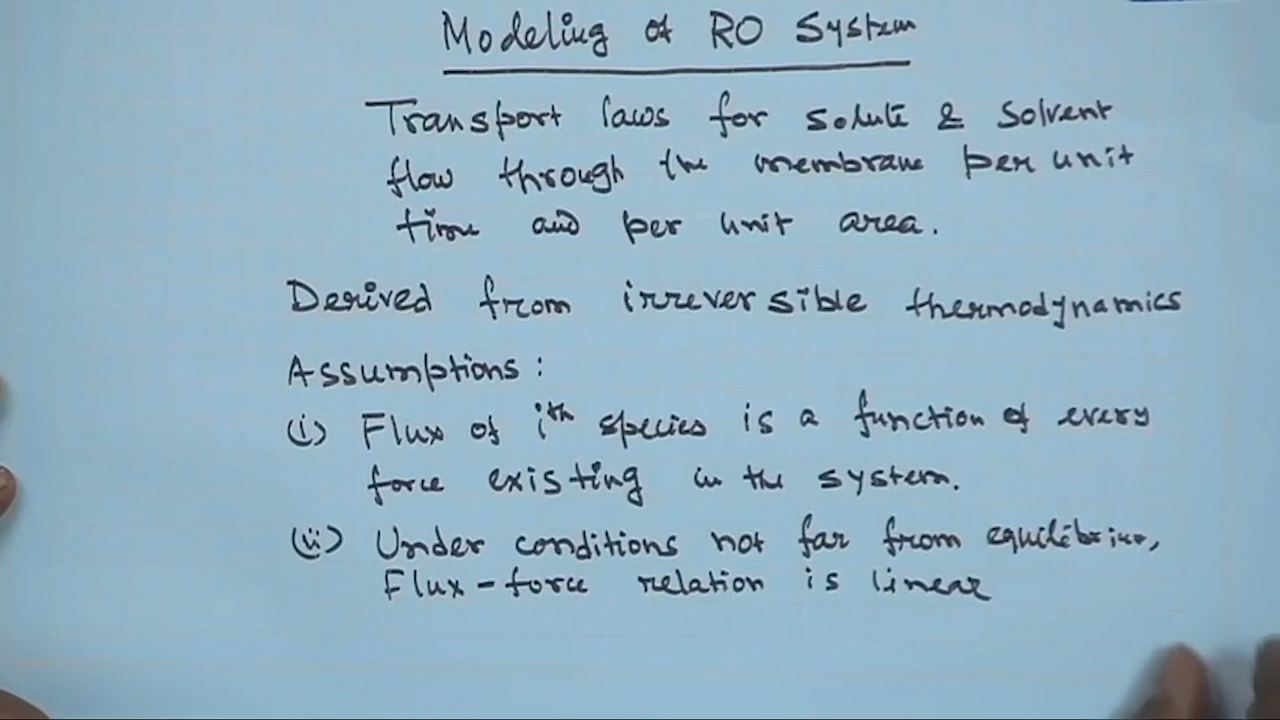 Modeling of RO System
Transport laws for solute & solvent
flow through the membrane per unit
time and per unit area.
Derived from irreversible thermodynamics
Assumptions :
(i) Flux of ith species is a function of every
force existing in the system.
(ii) Under conditions not far from equilibrium,
Flux-force relation is linear